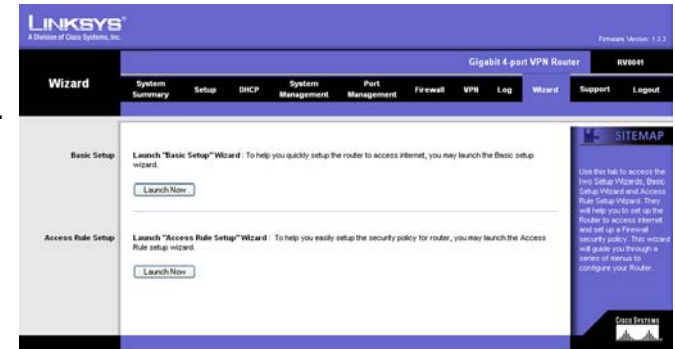 LINKSYS®
A Division of Cisco Systems, Inc.
Firmware Version: 1.3.3
Gigabit 4-port VPN Router
RV0041
Wizard
System Summary
Setup
DHCP
System Management
Port Management
Firewall
VPN
Log
Wizard
Support
Logout
SITEMAP
Basic Setup
Launch "Basic Setup" Wizard : To help you quickly setup the router to access internet, you may launch the Basic setup
wizard.
Launch Now
Access Rule Setup
Launch "Access Rule Setup" Wizard : To help you easily setup the security policy for router, you may launch the Access
Rule setup wizard.
Launch Now
Use this tab to access the
two Setup Wizards, Basic
Setup Wizard and Access
Rule Setup Wizard. They
will help you to set up the
Router to access internet
and set up a Firewall
security policy. This wizard
will guide you through a
series of menus to
configure your Router.
CISCO SYSTEMS